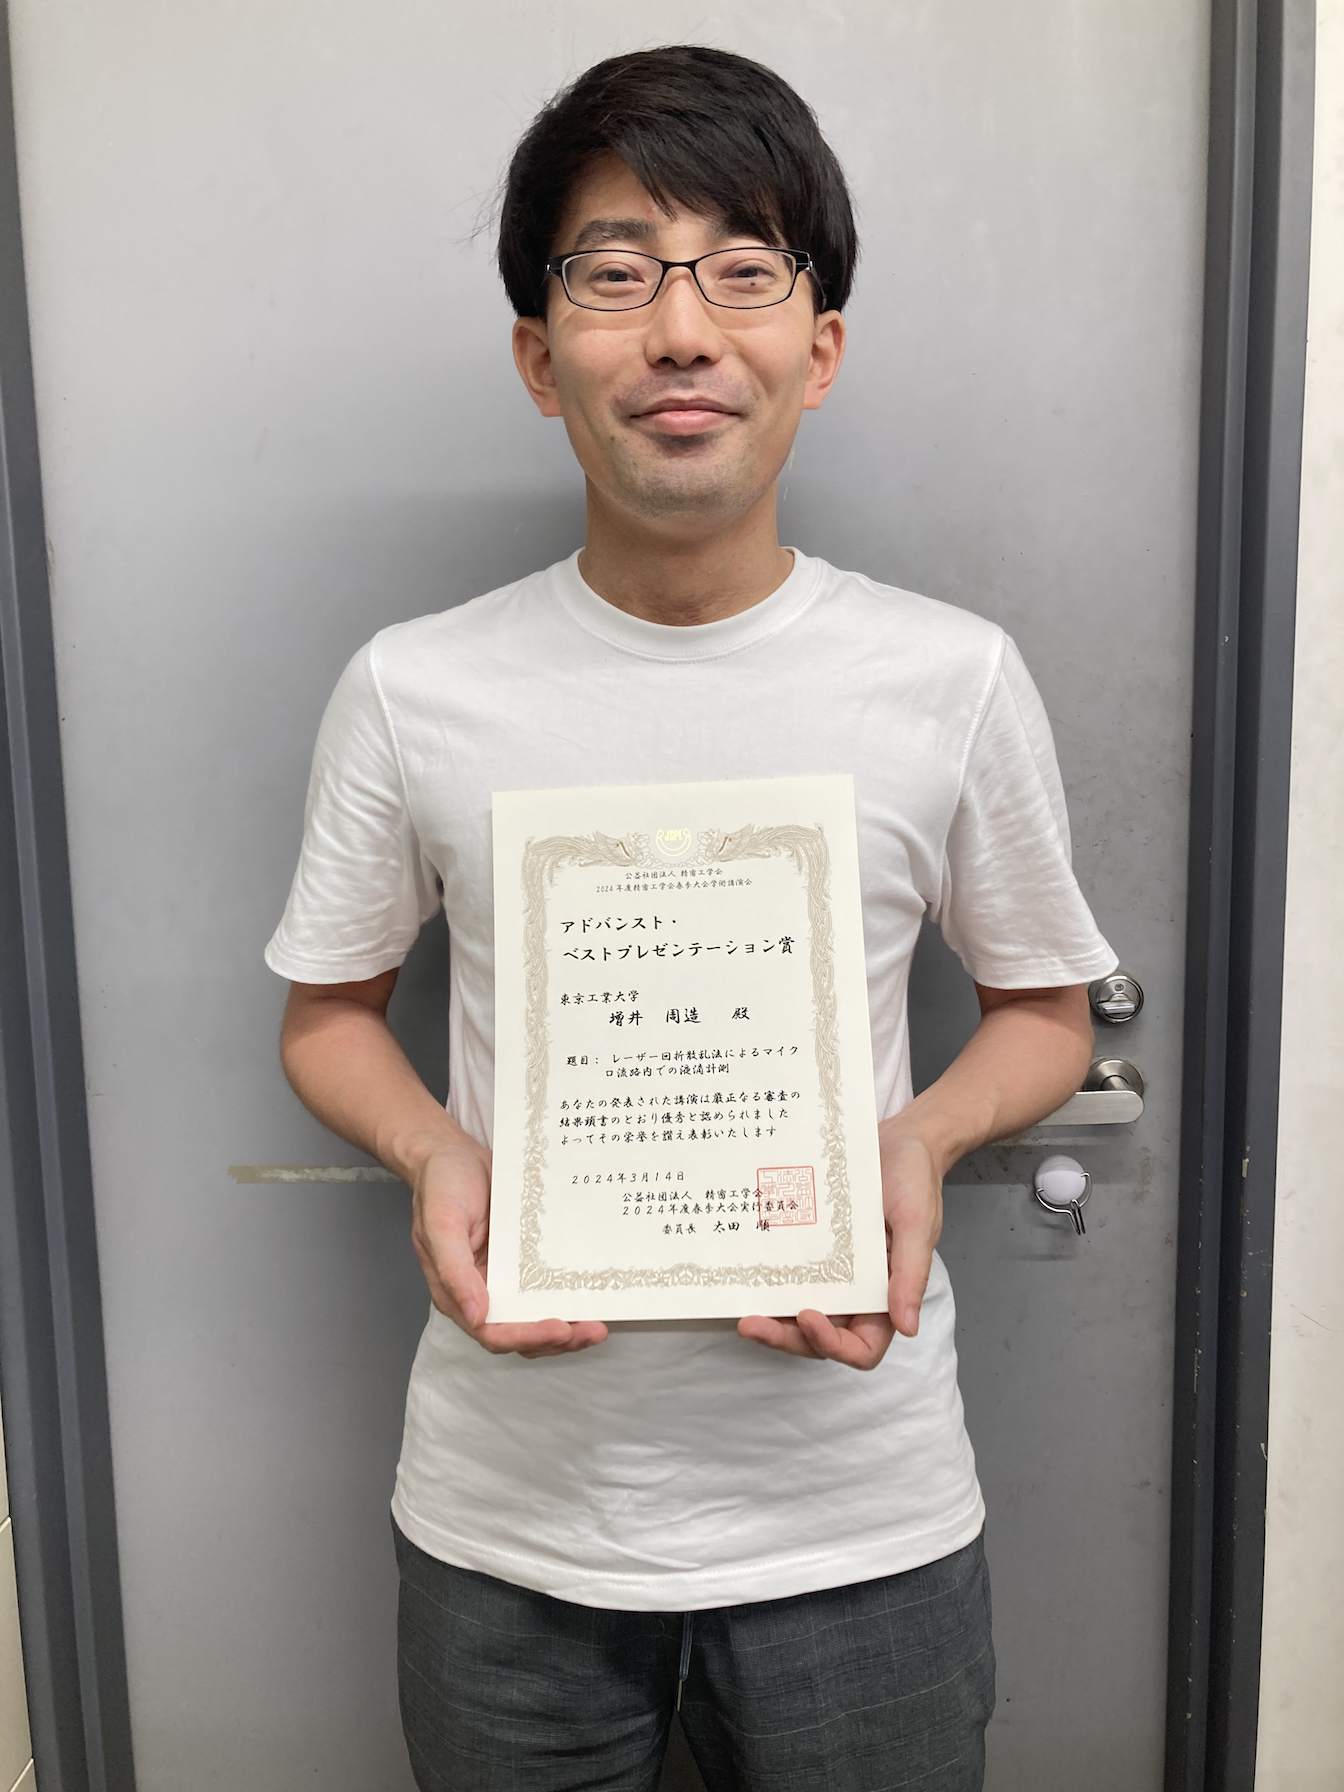 JSPE
公益社団法人 精密工学会
2024年度精密工学会春季大会学術講演会
アドバンスト・
ベストプレゼンテーション賞
東京工業大学
増井 周造 殿
題目： レーザー回折散乱法によるマイク
ロ流路内での液滴計測
あなたの発表された講演は厳正なる審査の
結果頭書のとおり優秀と認められました
よってその栄誉を讃え表彰いたします
2024年3月14日
公益社団法人 精密工学会
2024年度春季大会実行委員会
委員長 太田 順